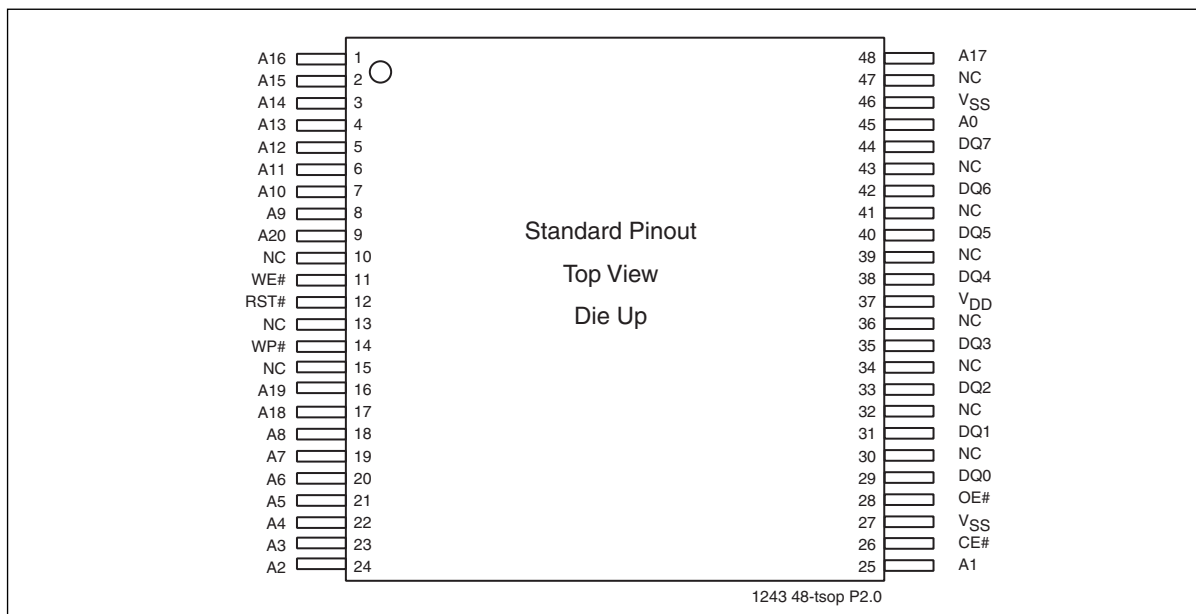 A16 1 48 A17
A15 2 47 NC
A14 3 46 VSS
A13 4 45 A0
A12 5 44 DQ7
A11 6 43 NC
A10 7 42 DQ6
A9 8 41 NC
A20 9 Standard Pinout 40 DQ5
NC 10 39 NC
WE# 11 Top View 38 DQ4
RST# 12 37 VDD
NC 13 Die Up 36 NC
WP# 14 35 DQ3
NC 15 34 NC
A19 16 33 DQ2
A18 17 32 NC
A8 18 31 DQ1
A7 19 30 NC
A6 20 29 DQ0
A5 21 28 OE#
A4 22 27 VSS
A3 23 26 CE#
A2 24 25 A1
1243 48-tsop P2.0